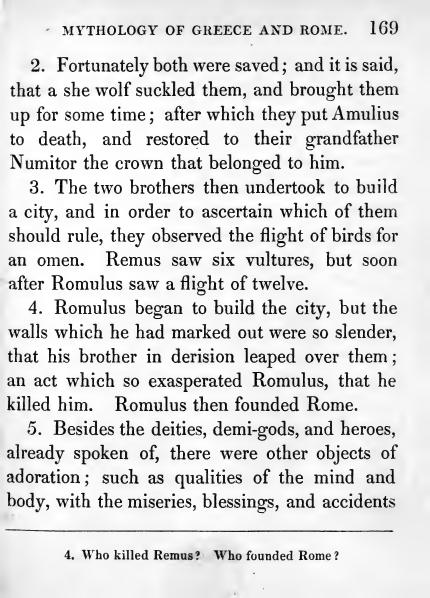 MYTHOLOGY OF GREECE AND ROME. 169
2. Fortunately both were saved; and it is said,
that a she wolf suckled them, and brought them
up for some time; after which they put Amulius
to death, and restored to their grandfather
Numitor the crown that belonged to him.
3. The two brothers then undertook to build
a city, and in order to ascertain which of them
should rule, they observed the flight of birds for
an omen. Remus saw six vultures, but soon
after Romulus saw a flight of twelve.
4. Romulus began to build the city, but the
walls which he had marked out were so slender,
that his brother in derision leaped over them;
an act which so exasperated Romulus, that he
killed him. Romulus then founded Rome.
5. Besides the deities, demi-gods, and heroes,
already spoken of, there were other objects of
adoration; such as qualities of the mind and
body, with the miseries, blessings, and accidents
4. Who killed Remus? Who founded Rome?